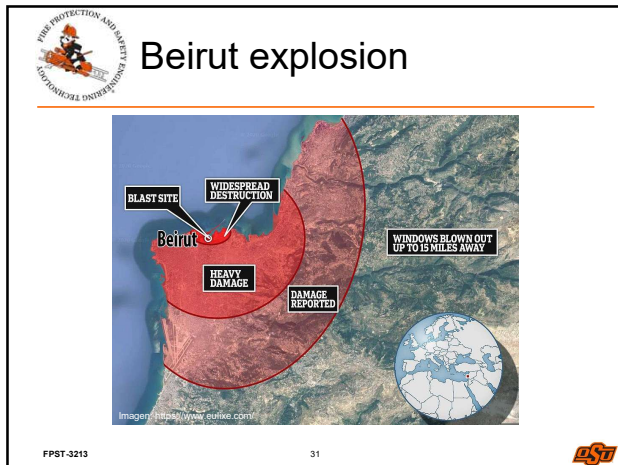 FIRE PROTECTION AND SAFETY ENGINEERING TECHNOLOGY
Beirut explosion
BLAST SITE
WIDESPREAD
DESTRUCTION
Beirut
WINDOWS BLOWN OUT
UP TO 15 MILES AWAY
HEAVY
DAMAGE
DAMAGE
REPORTED
Imagen: https://www.eulixe.com/
FPST-3213
31
OSU